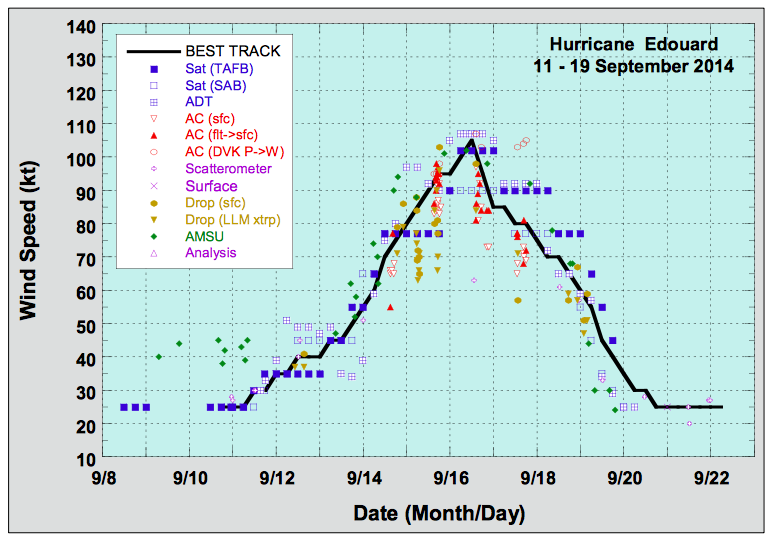 Hurricane Edouard
11 - 19 September 2014
BEST TRACK
Sat (TAFB)
Sat (SAB)
ADT
AC (sfc)
AC (flt->sfc)
AC (DVK P->W)
Scatterometer
Surface
Drop (sfc)
Drop (LLM xtrp)
AMSU
Analysis
Wind Speed (kt)
140
130
120
110
100
90
80
70
60
50
40
30
20
10
9/8
9/10
9/12
9/14
9/16
9/18
9/20
9/22
Date (Month/Day)